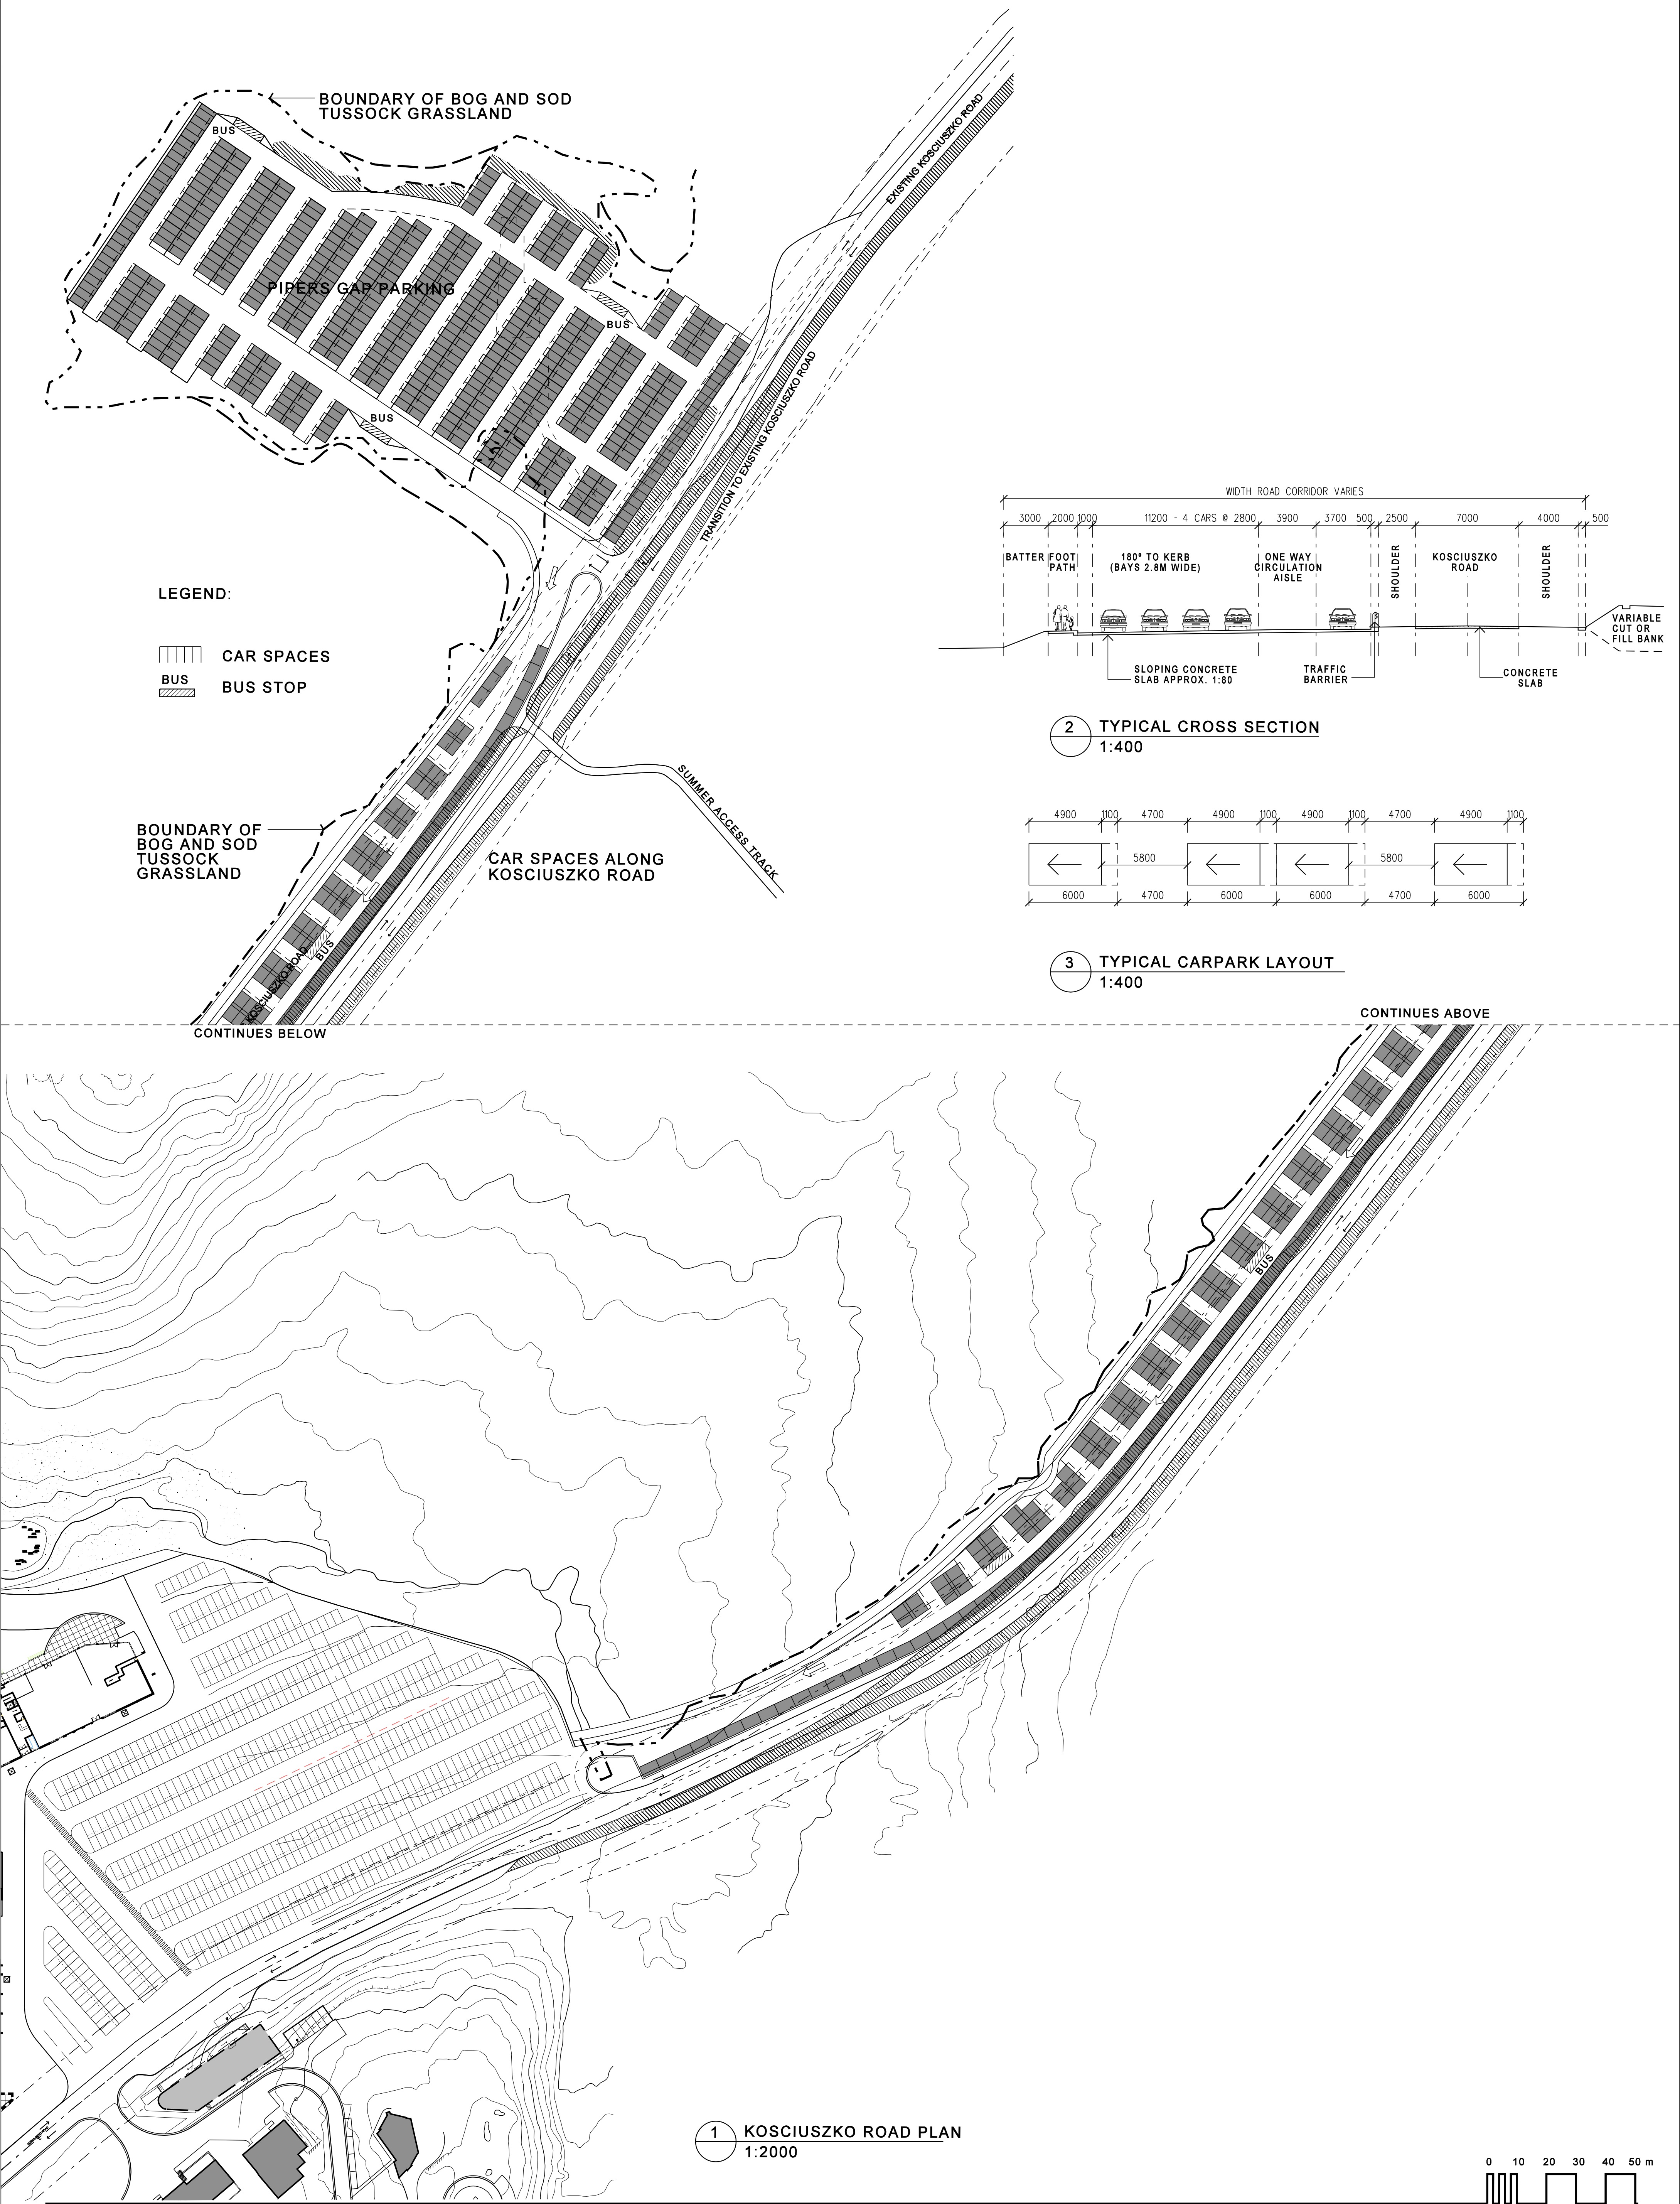 BOUNDARY OF BOG AND SOD
TUSSOCK GRASSLAND
BUS
EXISTING KOSCIUSZKO ROAD
PIPERS GAP PARKING
BUS
BUS
TRANSITION TO EXISTING KOSCIUSZKO ROAD
LEGEND:
CAR SPACES
BUS
BUS STOP
SUMMER ACCESS TRACK
BOUNDARY OF
BOG AND SOD
TUSSOCK
GRASSLAND
CAR SPACES ALONG
KOSCIUSZKO ROAD
BUS
KOSCIUSZKO ROAD
CONTINUES BELOW
WIDTH ROAD CORRIDOR VARIES
3000 2000 1000 11200 - 4 CARS @ 2800 3900 3700 500 2500 7000 4000 500
BATTER
FOOT
PATH
180° TO KERB
(BAYS 2.8M WIDE)
ONE WAY
CIRCULATION
AISLE
SHOULDER
KOSCIUSZKO
ROAD
SHOULDER
VARIABLE
CUT OR
FILL BANK
SLOPING CONCRETE
SLAB APPROX. 1:80
TRAFFIC
BARRIER
CONCRETE
SLAB
2 TYPICAL CROSS SECTION
1:400
4900 1100 4700 4900 1100 4900 1100 4700 4900 1100
5800 5800
6000 4700 6000 6000 4700 6000
3 TYPICAL CARPARK LAYOUT
1:400
CONTINUES ABOVE
BUS
1 KOSCIUSZKO ROAD PLAN
1:2000
0 10 20 30 40 50 m